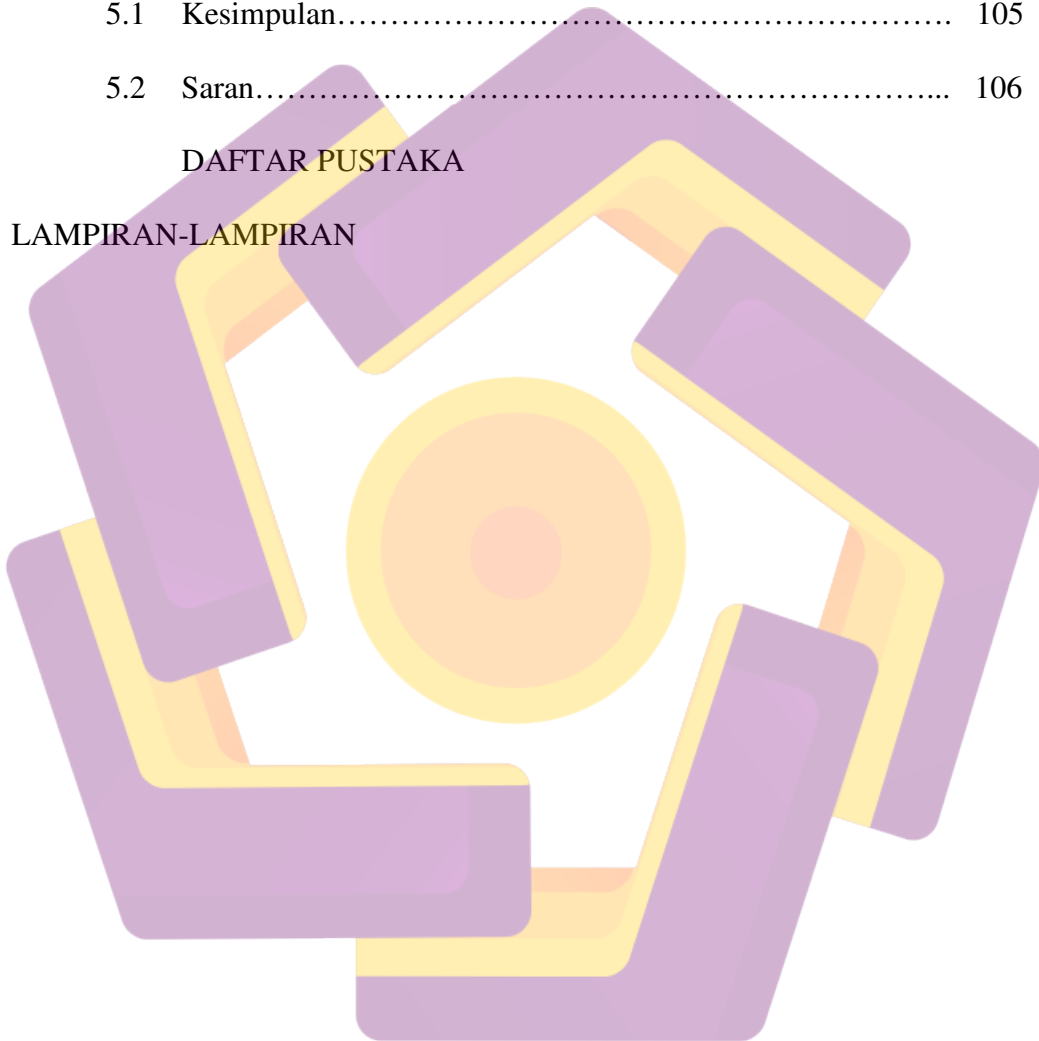 5.1 Kesimpulan…………………………………………………………. 105
5.2 Saran………………………………………………………………... 106
DAFTAR PUSTAKA
LAMPIRAN-LAMPIRAN